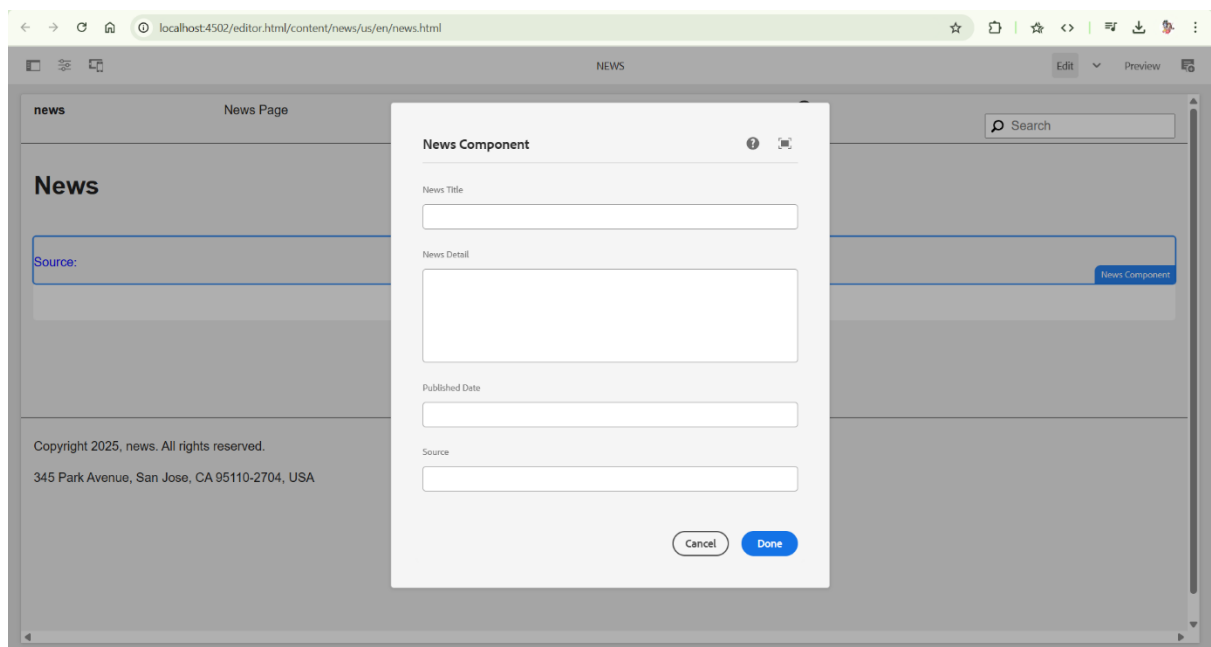 localhost:4502/editor.html/content/news/us/en/news.html
NEWS
Edit
Preview
news
News Page
Search
News
Source:
News Component
News Component
News Title
News Detail
Published Date
Source
Cancel
Done
Copyright 2025, news. All rights reserved.
345 Park Avenue, San Jose, CA 95110-2704, USA